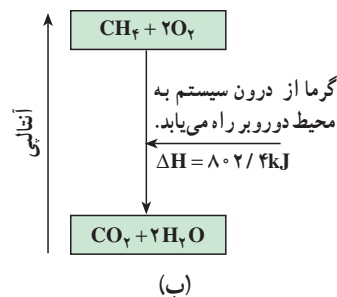 CH۴ + ۲O۲
آنتالپی
گرما از درون سیستم به
محیط دوروبر راه می‌یابد.
ΔH = ۸۰۲/۴kJ
CO۲ + ۲H۲O
(ب)